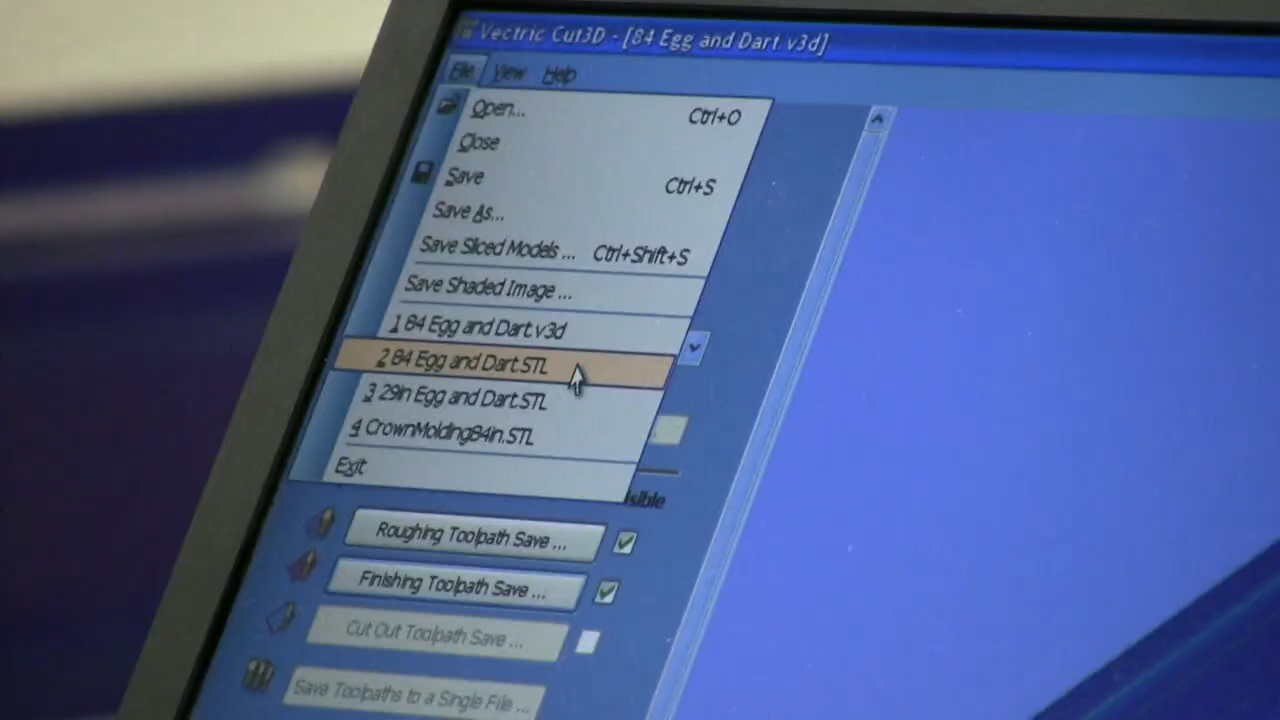 Vectric Cut3D - [84 Egg and Dart v3d]
File View Help
Open... Ctrl+O
Close
Save Ctrl+S
Save As...
Save Sliced Models ... Ctrl+Shift+S
Save Shaded Image ...
1 84 Egg and Dart.v3d
2 84 Egg and Dart.STL
3 29in Egg and Dart.STL
4 CrownMolding84in.STL
Exit
Roughing Toolpath Save ...
Finishing Toolpath Save ...
Cut Out Toolpath Save ...
Save Toolpaths to a Single File ...